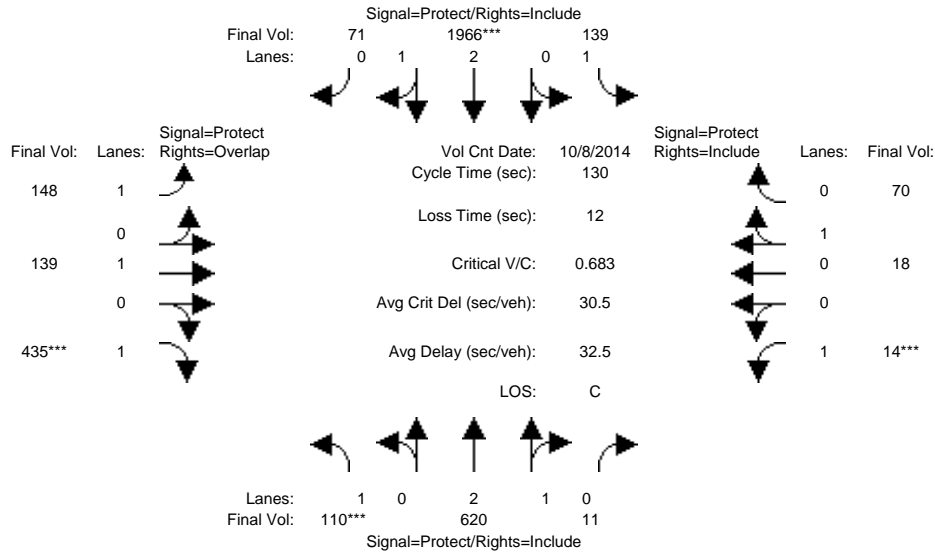 Signal=Protect/Rights=Include
Final Vol: 71 1966*** 139
Lanes: 0 1 2 0 1
Signal=Protect Signal=Protect
Final Vol: Lanes: Rights=Overlap Vol Cnt Date: 10/8/2014 Rights=Include Lanes: Final Vol:
Cycle Time (sec): 130
148 1 0 70
Loss Time (sec): 12
0 1
139 1 Critical V/C: 0.683 0 18
0 Avg Crit Del (sec/veh): 30.5 0
435*** 1 Avg Delay (sec/veh): 32.5 1 14***
LOS: C
Lanes: 1 0 2 1 0
Final Vol: 110*** 620 11
Signal=Protect/Rights=Include